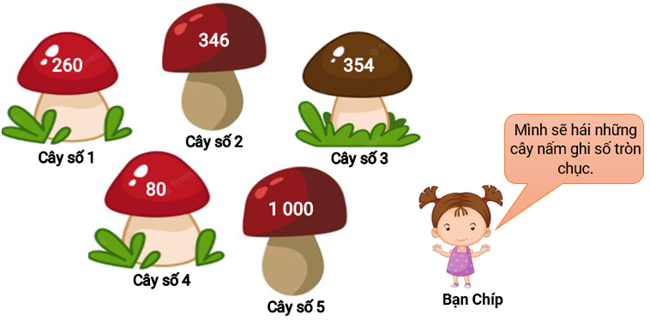 260
346
354
Cây số 1
Cây số 2
Cây số 3
Mình sẽ hái những
cây nấm ghi số tròn
chục.
80
1 000
Cây số 4
Cây số 5
Bạn Chíp